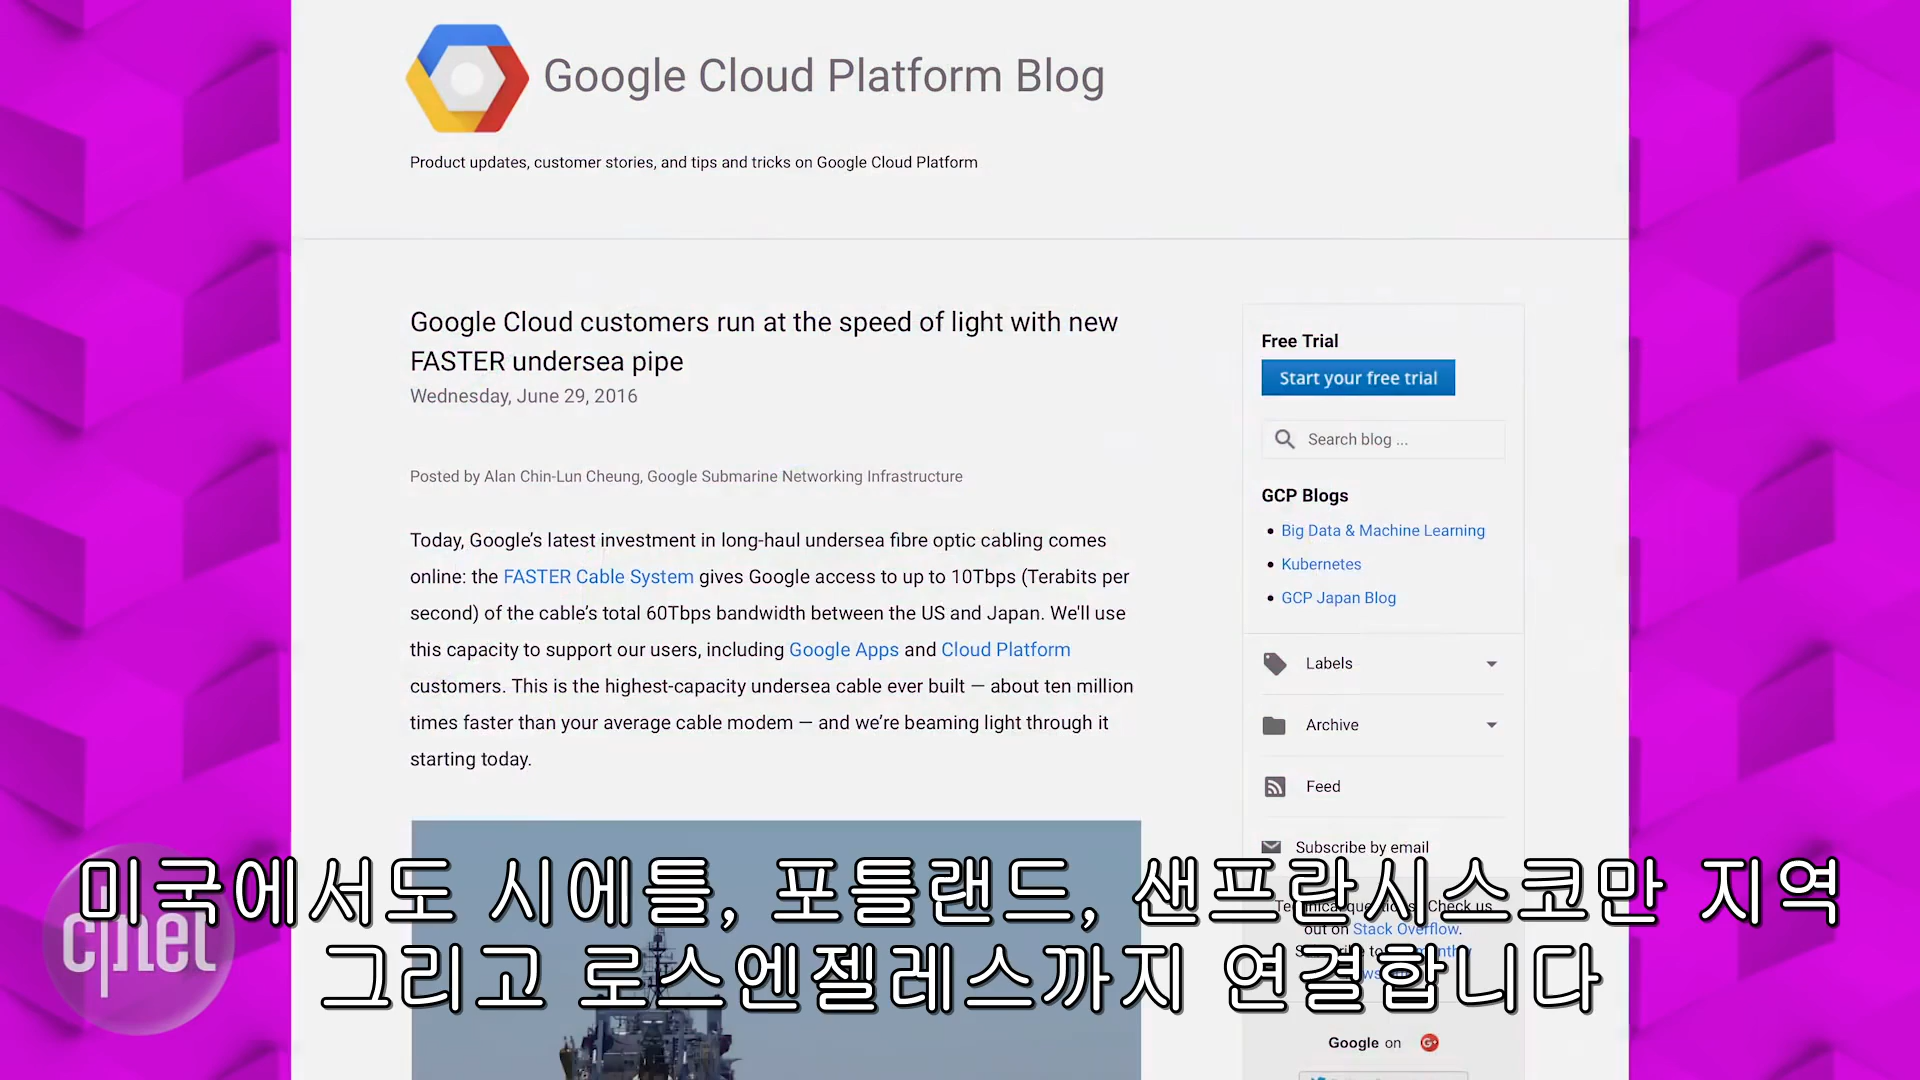 Google Cloud Platform Blog
Product updates, customer stories, and tips and tricks on Google Cloud Platform
Google Cloud customers run at the speed of light with new
FASTER undersea pipe
Wednesday, June 29, 2016
Posted by Alan Chin-Lun Cheung, Google Submarine Networking Infrastructure
Today, Google’s latest investment in long-haul undersea fibre optic cabling comes
online: the FASTER Cable System gives Google access to up to 10Tbps (Terabits per
second) of the cable’s total 60Tbps bandwidth between the US and Japan. We'll use
this capacity to support our users, including Google Apps and Cloud Platform
customers. This is the highest-capacity undersea cable ever built — about ten million
times faster than your average cable modem — and we’re beaming light through it
starting today.
Free Trial
Start your free trial
Search blog ...
GCP Blogs
Big Data & Machine Learning
Kubernetes
GCP Japan Blog
Labels
Archive
Feed
Subscribe by email
Check us
out on Stack Overflow.
Google on
미국에서도 시에틀, 포틀랜드, 샌프란시스코만 지역
그리고 로스엔젤레스까지 연결합니다
c|net